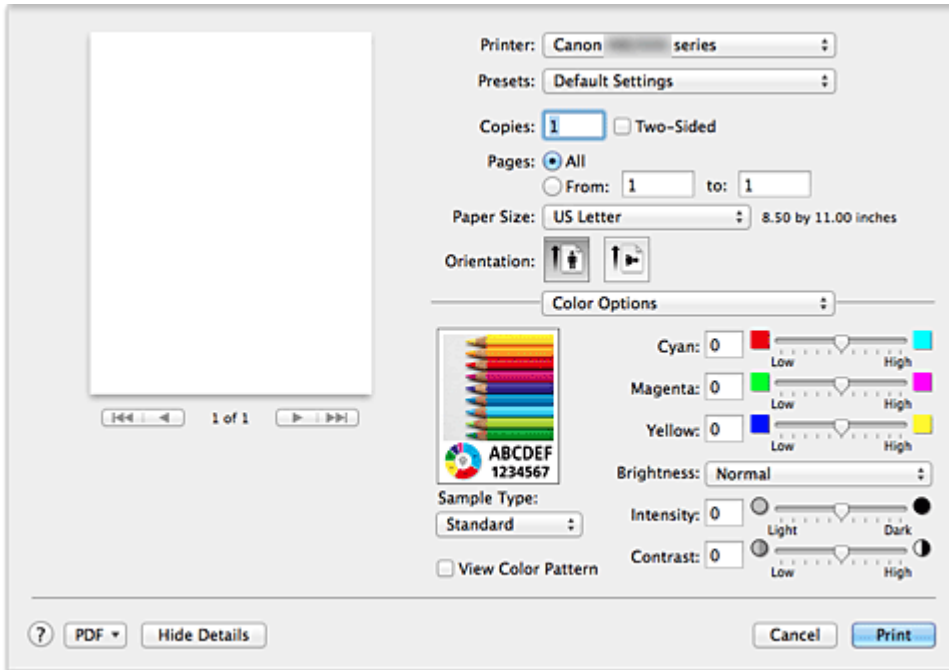 Printer: Canon series
Presets: Default Settings
Copies: 1 Two-Sided
Pages: All
From: 1 to: 1
Paper Size: US Letter 8.50 by 11.00 inches
Orientation:
Color Options
Cyan: 0
Low High
Magenta: 0
Low High
Yellow: 0
Low High
Brightness: Normal
Intensity: 0
Light Dark
Contrast: 0
Low High
ABCDEF
1234567
Sample Type:
Standard
View Color Pattern
1 of 1
? PDF Hide Details Cancel Print